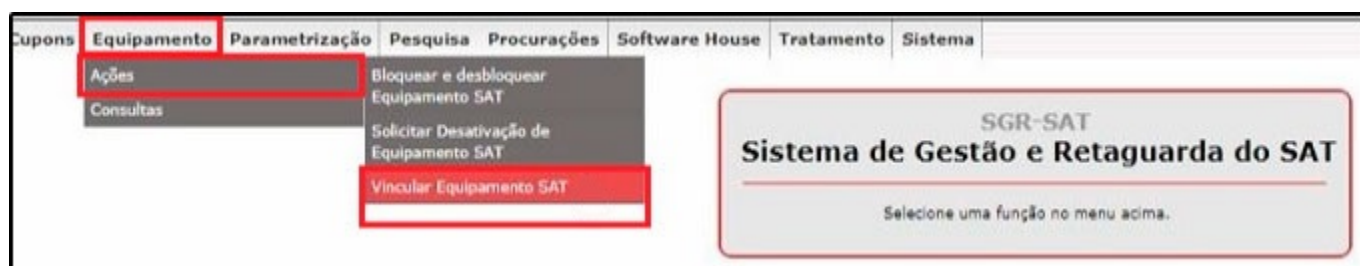 Cupons Equipamento Parametrização Pesquisa Procurações Software House Tratamento Sistema
Ações
Consultas
Bloquear e desbloquear
Equipamento SAT
Solicitar Desativação de
Equipamento SAT
Vincular Equipamento SAT
SGR-SAT
Sistema de Gestão e Retaguarda do SAT
Selecione uma função no menu acima.